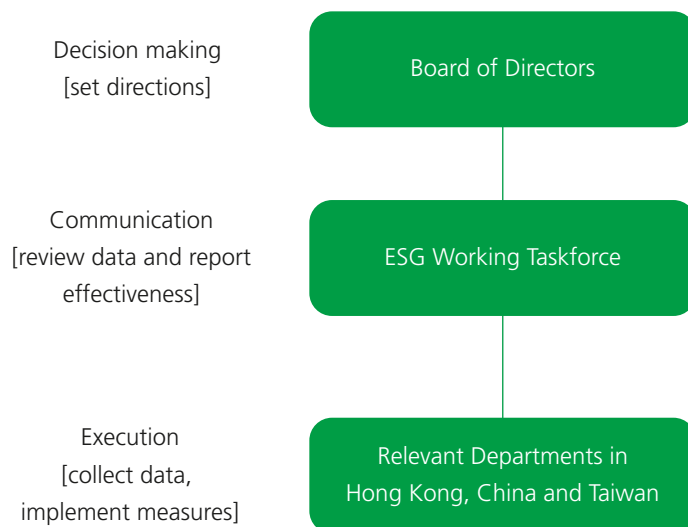 Decision making
[set directions]
Board of Directors
Communication
[review data and report
effectiveness]
ESG Working Taskforce
Execution
[collect data,
implement measures]
Relevant Departments in
Hong Kong, China and Taiwan